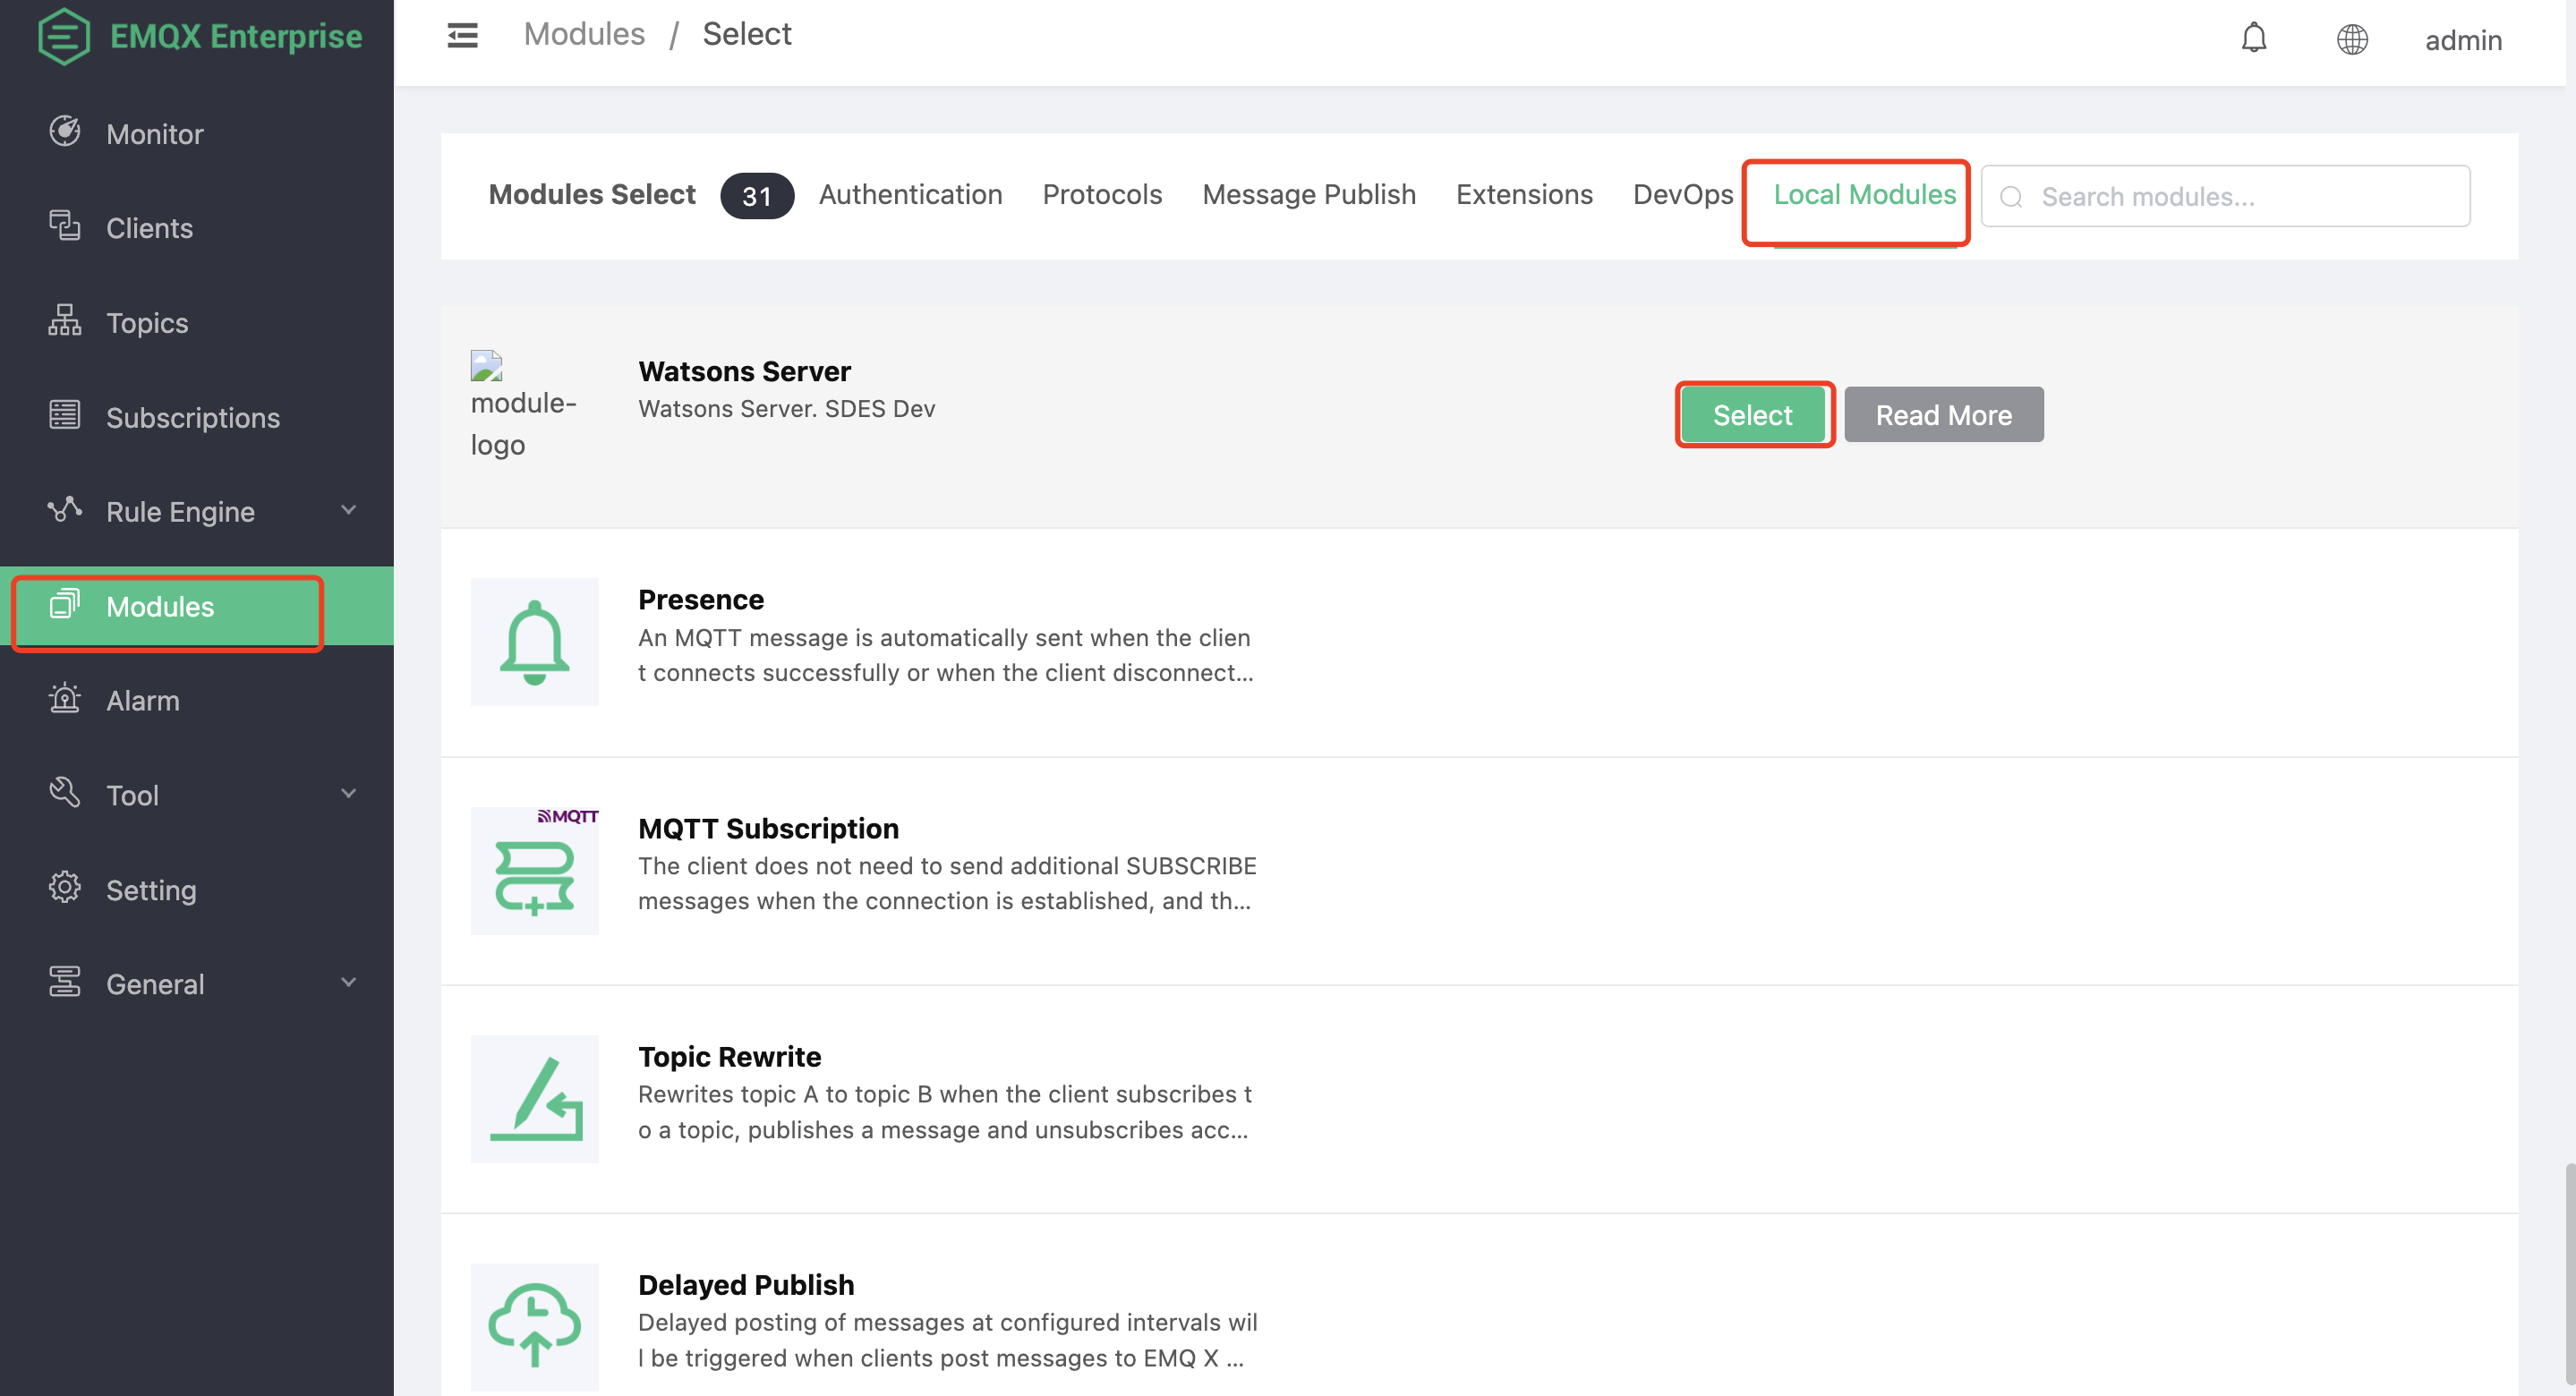 EMQX Enterprise
Modules / Select
admin
Monitor
Clients
Topics
Subscriptions
Rule Engine
Modules
Alarm
Tool
Setting
General
Modules Select 31 Authentication Protocols Message Publish Extensions DevOps Local Modules Search modules...
module-
logo
Watsons Server
Watsons Server. SDES Dev
Select Read More
Presence
An MQTT message is automatically sent when the clien
t connects successfully or when the client disconnect...
MQTT
MQTT Subscription
The client does not need to send additional SUBSCRIBE
messages when the connection is established, and th...
Topic Rewrite
Rewrites topic A to topic B when the client subscribes t
o a topic, publishes a message and unsubscribes acc...
Delayed Publish
Delayed posting of messages at configured intervals wil
l be triggered when clients post messages to EMQ X ...